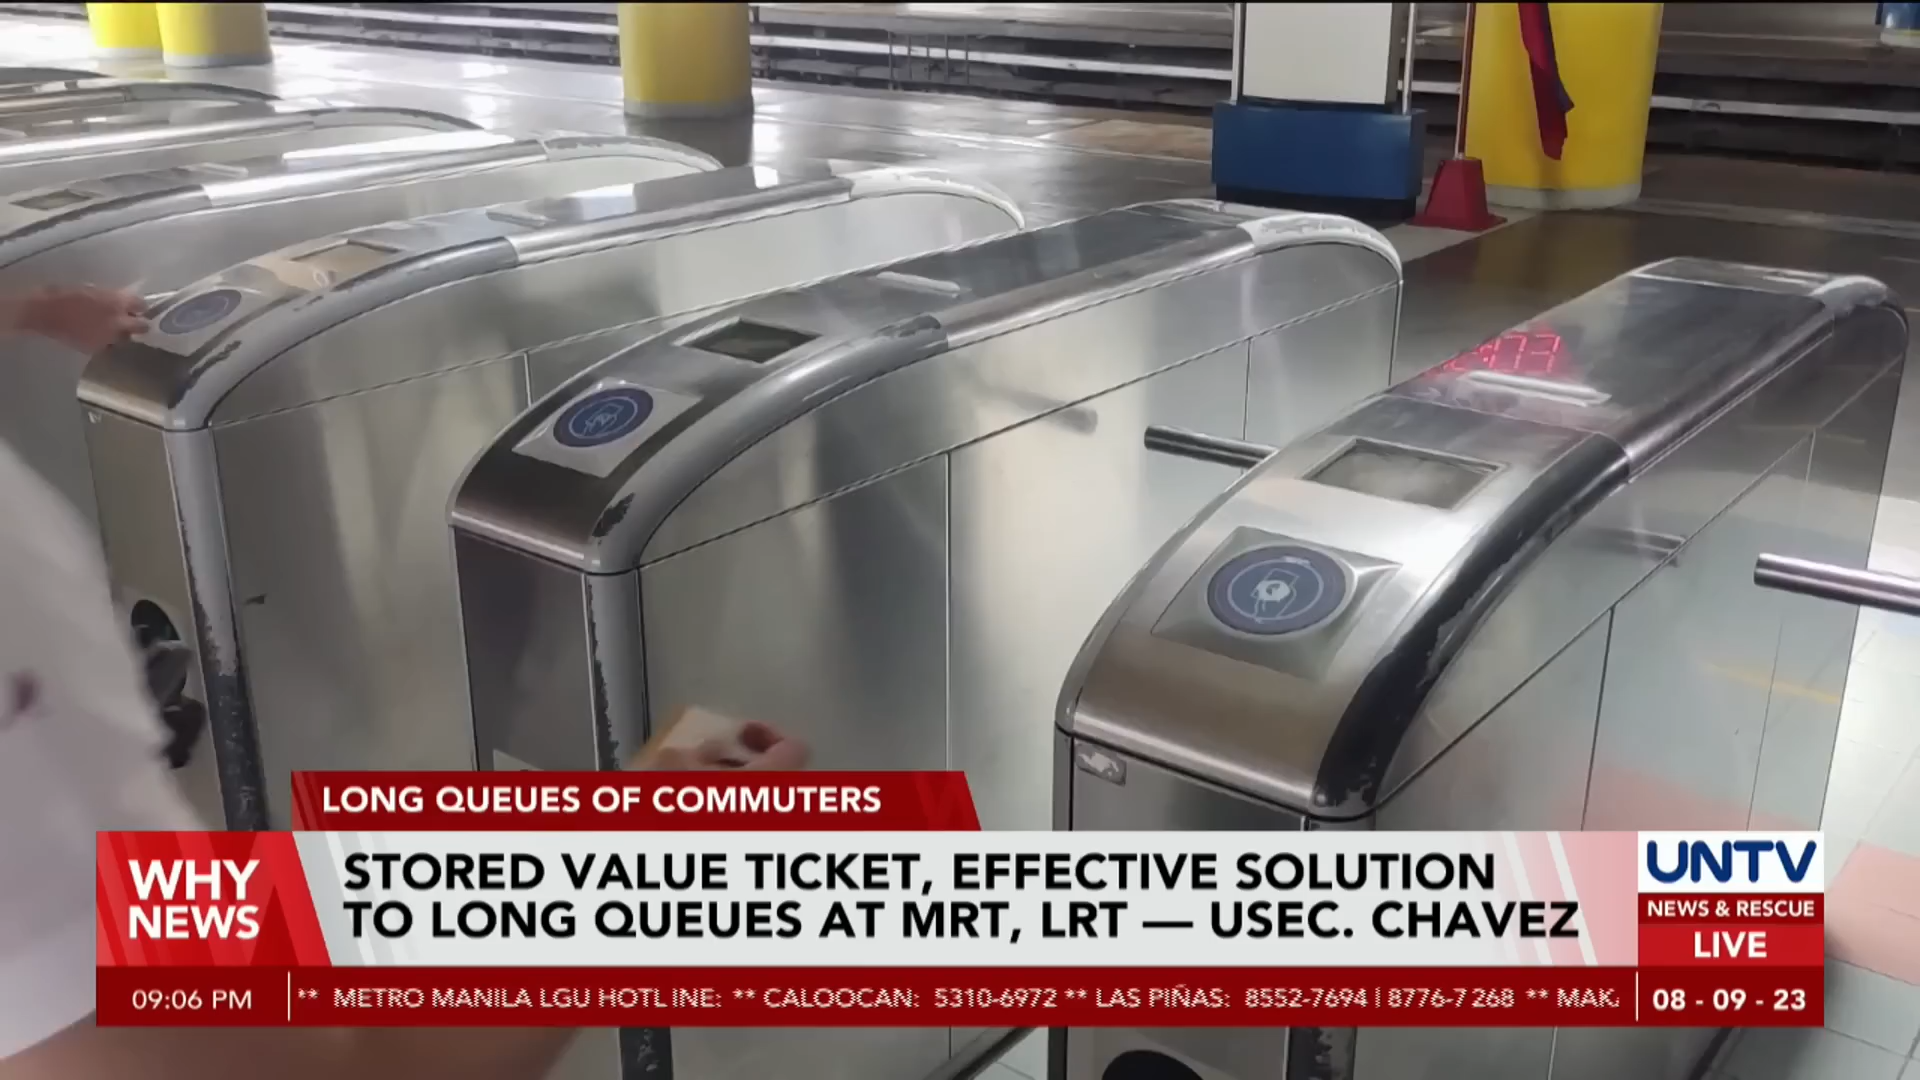 LONG QUEUES OF COMMUTERS
WHY
NEWS
STORED VALUE TICKET, EFFECTIVE SOLUTION
TO LONG QUEUES AT MRT, LRT — USEC. CHAVEZ
UNTV
NEWS & RESCUE
LIVE
09:06 PM
** METRO MANILA LGU HOTLINE: ** CALOOCAN: 5310-6972 ** LAS PIÑAS: 8552-7694 | 8776-7268 ** MAK
08 - 09 - 23